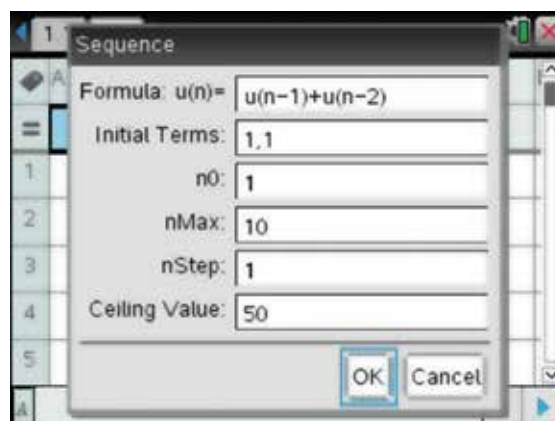 1
Sequence
A
=
Formula: u(n)= u(n−1)+u(n−2)
Initial Terms: 1,1
1
n0: 1
2
nMax: 10
3
nStep: 1
4
Ceiling Value: 50
5
OK Cancel
A